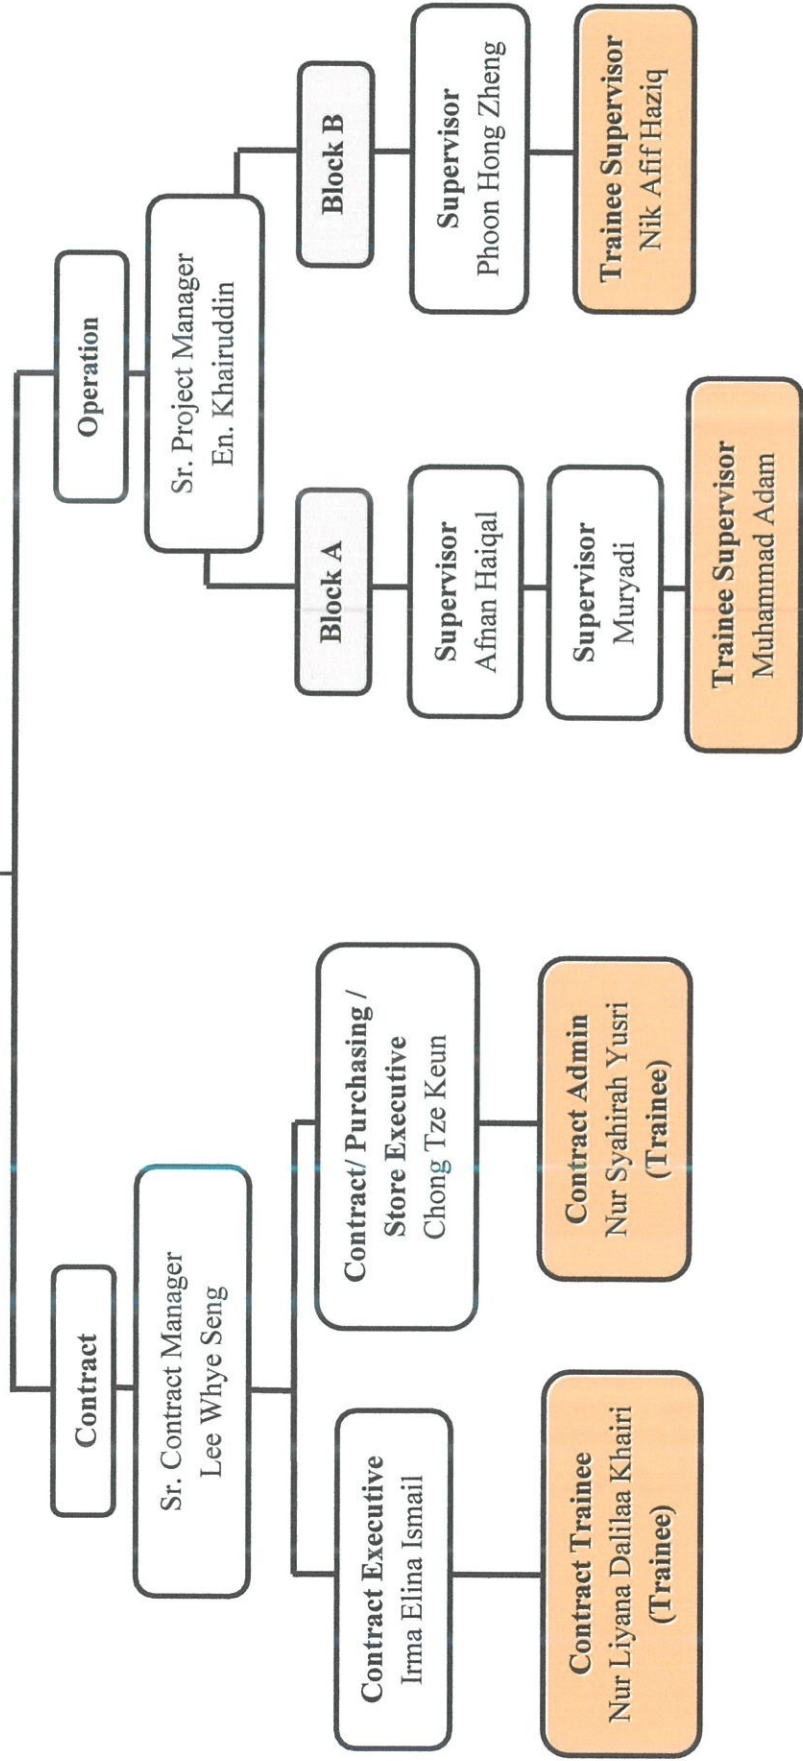 Contract
Sr. Contract Manager
Lee Whye Seng
Contract Executive
Irma Elina Ismail
Contract Trainee
Nur Liyana Dalilaa Khairi
(Trainee)
Contract/ Purchasing /
Store Executive
Chong Tze Keun
Contract Admin
Nur Syahirah Yusri
(Trainee)
Operation
Sr. Project Manager
En. Khairuddin
Block A
Supervisor
Afnan Haiqal
Supervisor
Muryadi
Trainee Supervisor
Muhammad Adam
Block B
Supervisor
Phoon Hong Zheng
Trainee Supervisor
Nik Afif Haziq